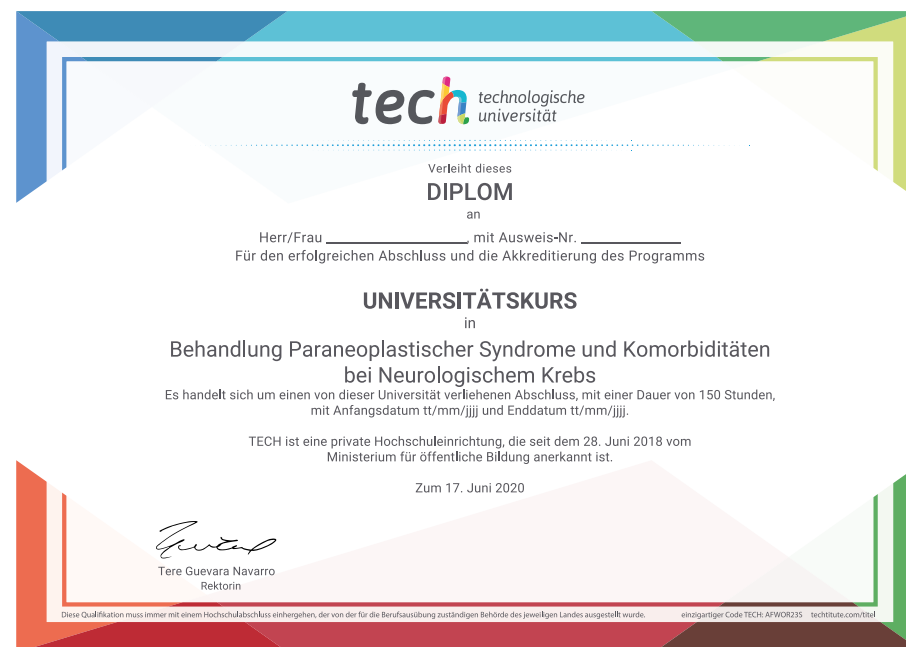 tech technologische
universität
Verleiht dieses
DIPLOM
an
Herr/Frau ____________________, mit Ausweis-Nr. ______________
Für den erfolgreichen Abschluss und die Akkreditierung des Programms
UNIVERSITÄTSKURS
in
Behandlung Paraneoplastischer Syndrome und Komorbiditäten
bei Neurologischem Krebs
Es handelt sich um einen von dieser Universität verliehenen Abschluss, mit einer Dauer von 150 Stunden,
mit Anfangsdatum tt/mm/jjjj und Enddatum tt/mm/jjjj.
TECH ist eine private Hochschuleinrichtung, die seit dem 28. Juni 2018 vom
Ministerium für öffentliche Bildung anerkannt ist.
Zum 17. Juni 2020
Tere Guevara Navarro
Rektorin
Diese Qualifikation muss immer mit einem Hochschulabschluss einhergehen, der von der für die Berufsausübung zuständigen Behörde des jeweiligen Landes ausgestellt wurde. einzigartiger Code TECH: AFWOR23S techtitute.com/titel